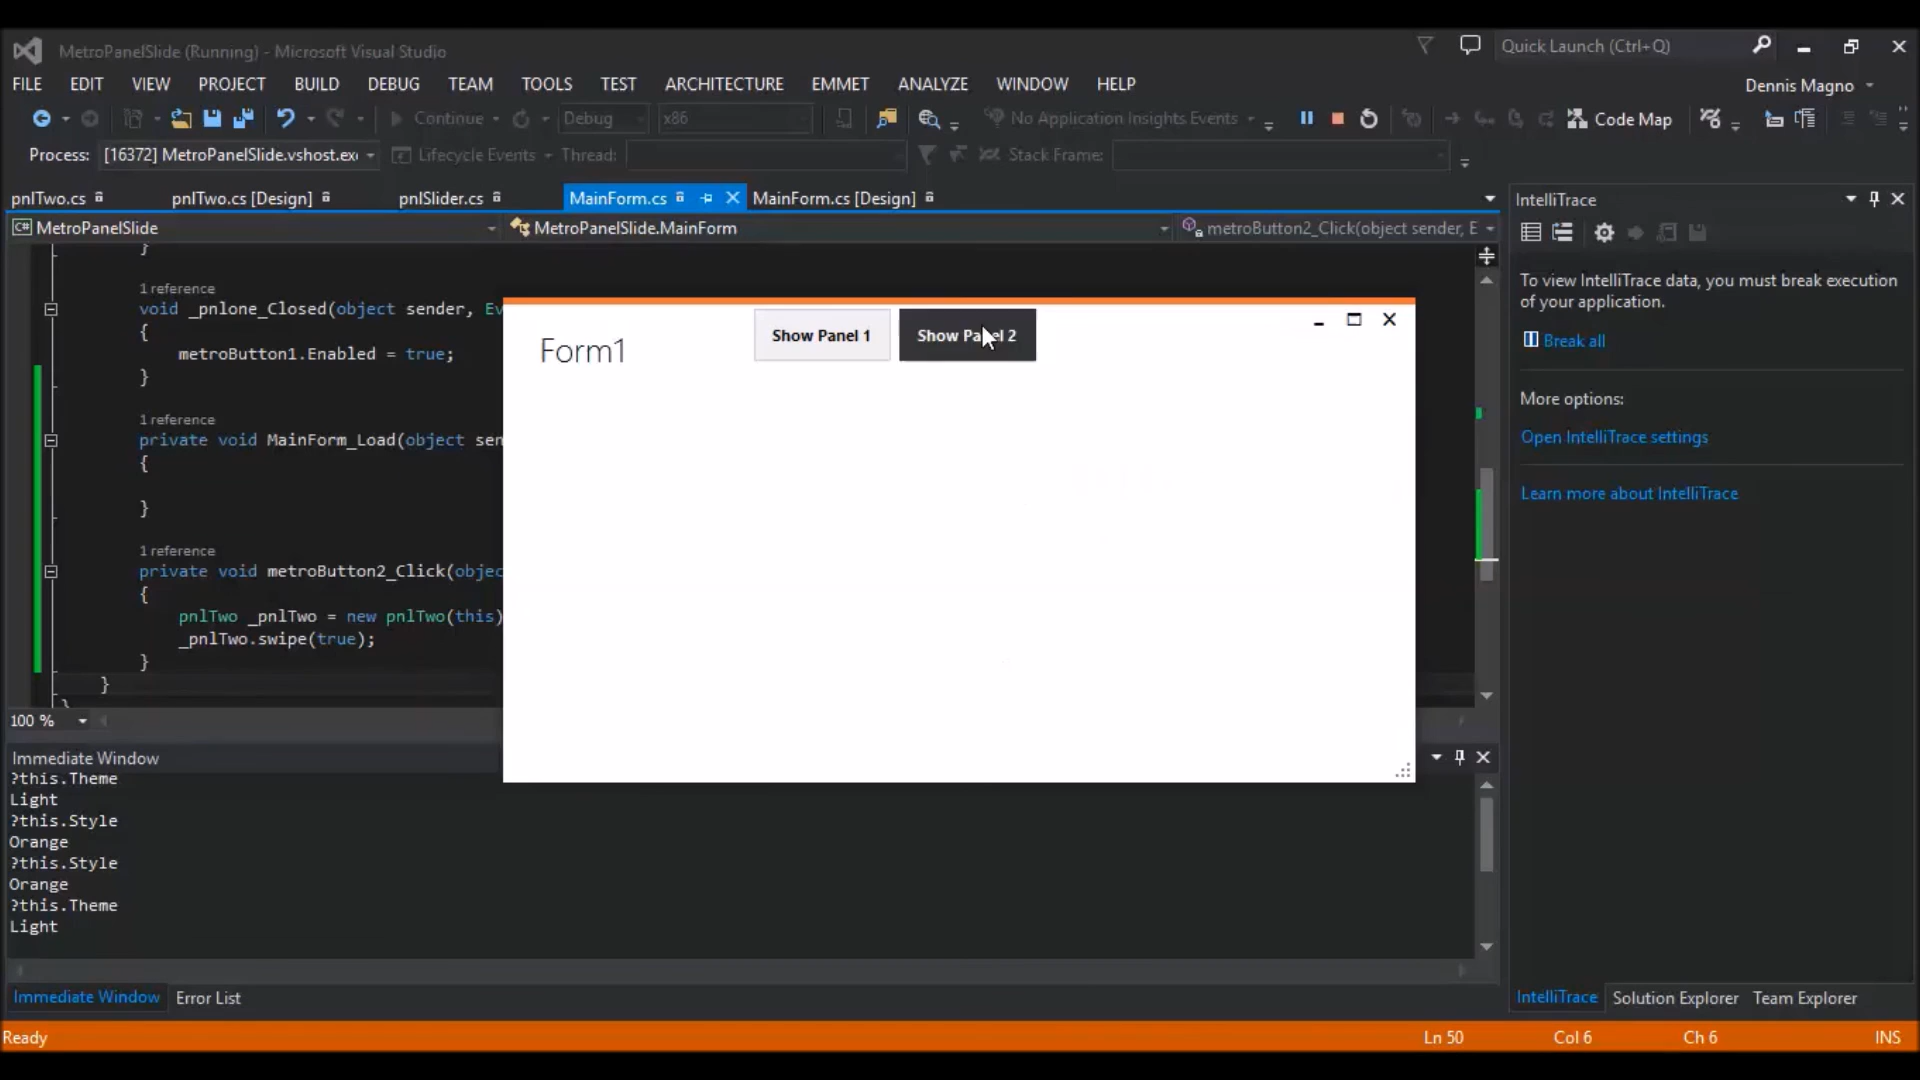 MetroPanelSlide (Running) - Microsoft Visual Studio
Quick Launch (Ctrl+Q)
FILE EDIT VIEW PROJECT BUILD DEBUG TEAM TOOLS TEST ARCHITECTURE EMMET ANALYZE WINDOW HELP
Dennis Magno
Continue Debug x86 No Application Insights Events Code Map
Process: [16372] MetroPanelSlide.vshost.ex Lifecycle Events Thread: Stack Frame:
pnlTwo.cs pnlTwo.cs [Design] pnlSlider.cs MainForm.cs MainForm.cs [Design]
C# MetroPanelSlide MetroPanelSlide.MainForm metroButton2_Click(object sender, E
}
1 reference
void _pnlone_Closed(object sender, Ev
{
metroButton1.Enabled = true;
}
1 reference
private void MainForm_Load(object sen
{
}
1 reference
private void metroButton2_Click(objec
{
pnlTwo _pnlTwo = new pnlTwo(this)
_pnlTwo.swipe(true);
}
}
}
100 %
Form1
Show Panel 1
Show Panel 2
IntelliTrace
To view IntelliTrace data, you must break execution
of your application.
Break all
More options:
Open IntelliTrace settings
Learn more about IntelliTrace
Immediate Window
?this.Theme
Light
?this.Style
Orange
?this.Style
Orange
?this.Theme
Light
Immediate Window Error List
IntelliTrace Solution Explorer Team Explorer
Ready Ln 50 Col 6 Ch 6 INS